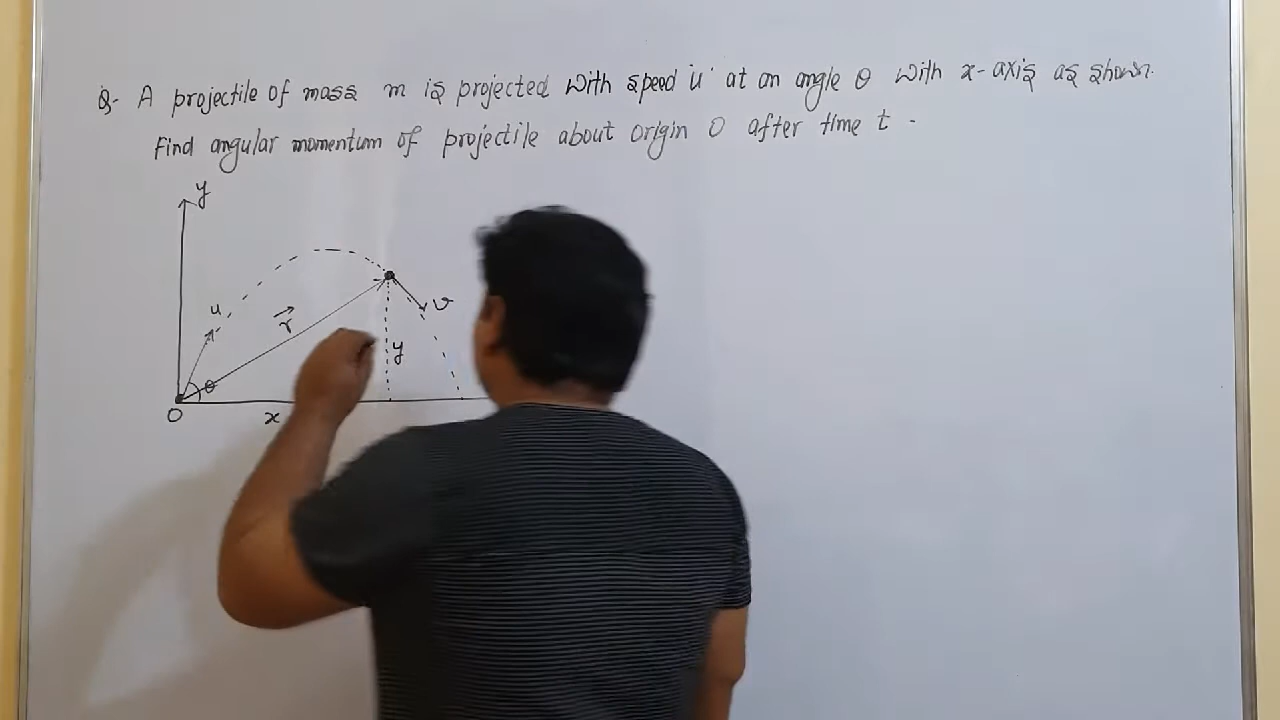 Q- A projectile of mass m is projected with speed 'u' at an angle θ with x-axis as shown.
Find angular momentum of projectile about origin O after time t.
y
u
r⃗
v
y
θ
O
x